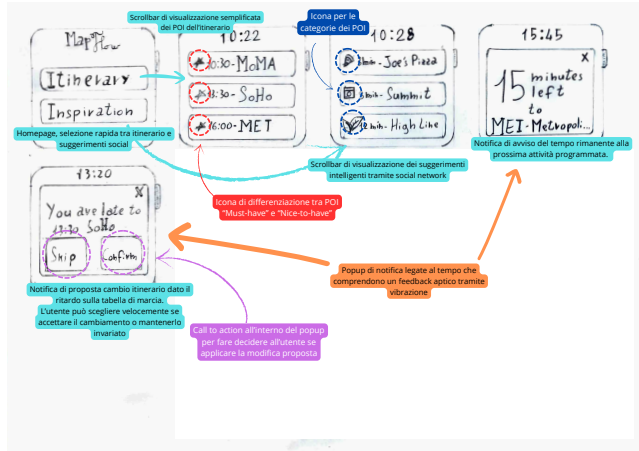 Scrollbar di visualizzazione semplificata
dei POI dell'itinerario
Icona per le
categorie dei POI
Map Flow
Itinerary
Inspiration
10:22
10:30 - MoMA
13:30 - SoHo
16:00 - MET
10:28
min - Joe's Pizza
min - Summit
min - High Line
15:45
x
15 minutes
left
to
MET - Metropoli...
Homepage, selezione rapida tra itinerario e
suggerimenti social
Notifica di avviso del tempo rimanente alla
prossima attività programmata.
Scrollbar di visualizzazione dei suggerimenti
intelligenti tramite social network
13:20
x
You are late to
13:30 SoHo
Skip
Confirm
Icona di differenziazione tra POI
"Must-have" e "Nice-to-have"
Popup di notifica legate al tempo che
comprendono un feedback aptico tramite
vibrazione
Notifica di proposta cambio itinerario dato il
ritardo sulla tabella di marcia.
L'utente può scegliere velocemente se
accettare il cambiamento o mantenerlo
invariato
Call to action all'interno del popup
per fare decidere all'utente se
applicare la modifica proposta